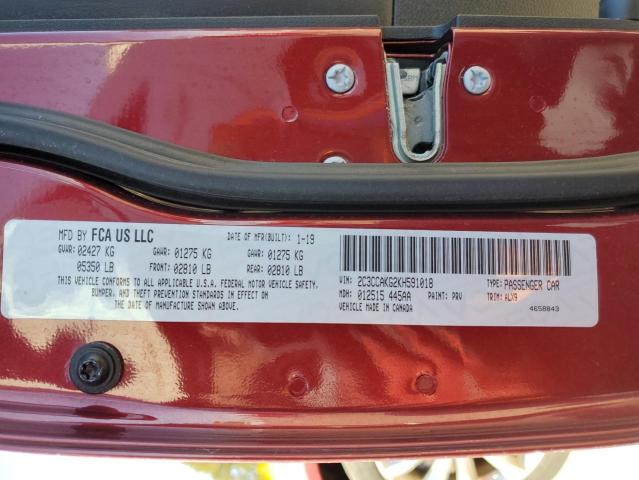 MFD BY FCA US LLC DATE OF MFR(BUILT): 1-19
GVWR: 02427 KG GAWR: 01275 KG GAWR: 01275 KG
05350 LB FRONT: 02810 LB REAR: 02810 LB
THIS VEHICLE CONFORMS TO ALL APPLICABLE U.S.A. FEDERAL MOTOR VEHICLE SAFETY,
BUMPER, AND THEFT PREVENTION STANDARDS IN EFFECT ON THE DATE OF MANUFACTURE SHOWN ABOVE.
VIN: 2C3CCAKG2KH591018 TYPE: PASSENGER CAR
MDH: 012515 445AA PAINT: PRV TRIM: ALX9
VEHICLE MADE IN CANADA 4658843